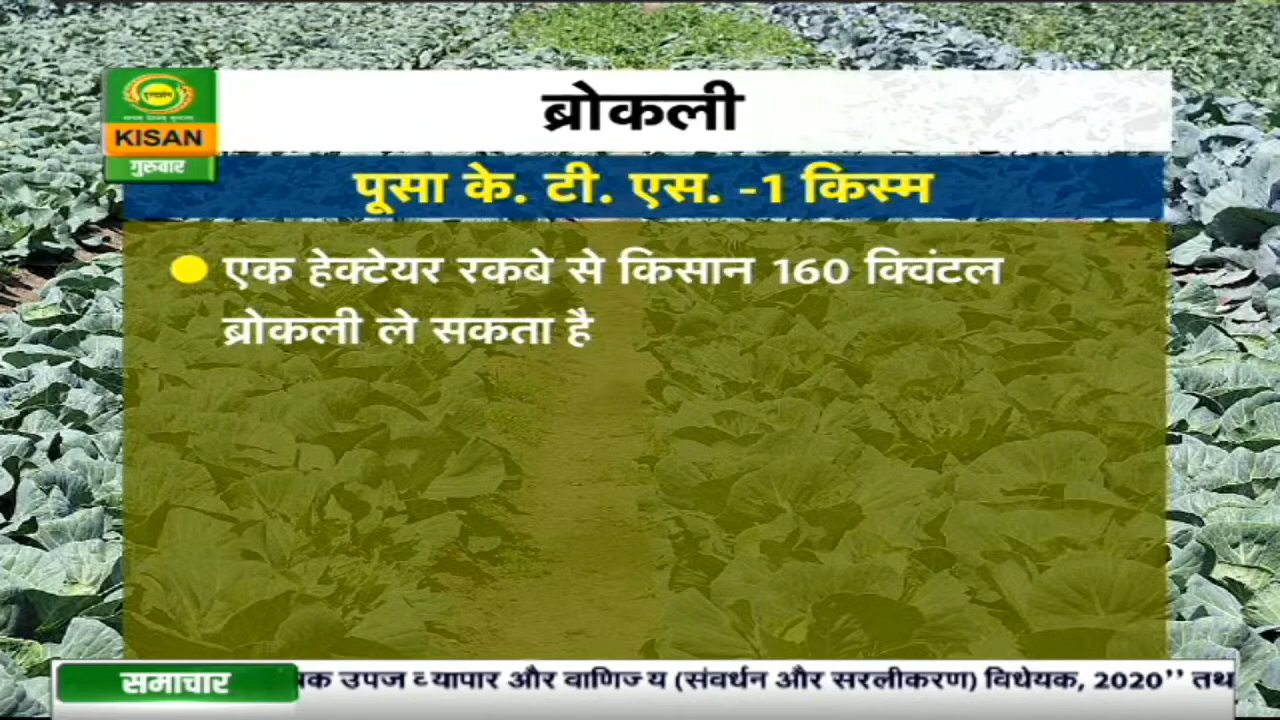 ब्रोकली
KISAN
गुरुवार
पूसा के. टी. एस. -1 किस्म
एक हेक्टेयर रकबे से किसान 160 क्विंटल
ब्रोकली ले सकता है
समाचार
उपज व्यापार और वाणिज्य (संवर्धन और सरलीकरण) विधेयक, 2020’’